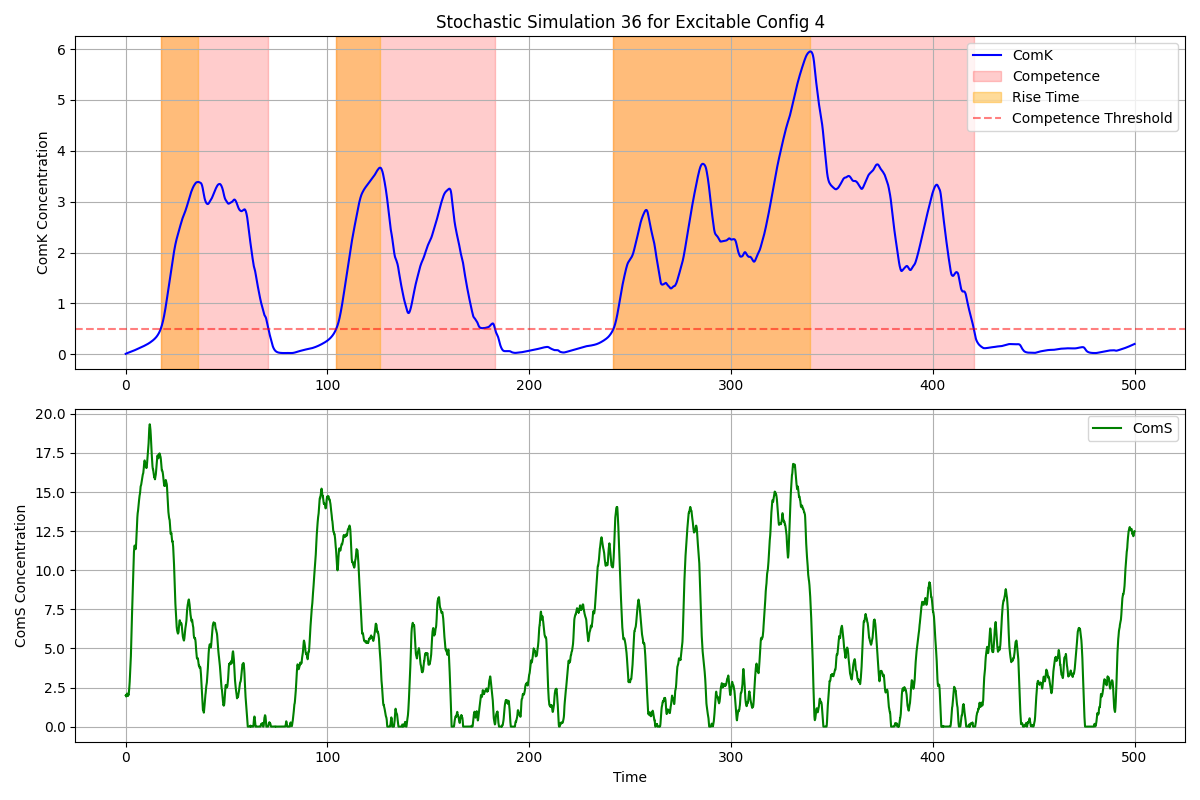 Stochastic Simulation 36 for Excitable Config 4
ComK Concentration
6
5
4
3
2
1
0
0 100 200 300 400 500
ComK
Competence
Rise Time
Competence Threshold
ComS Concentration
20.0
17.5
15.0
12.5
10.0
7.5
5.0
2.5
0.0
0 100 200 300 400 500
ComS
Time